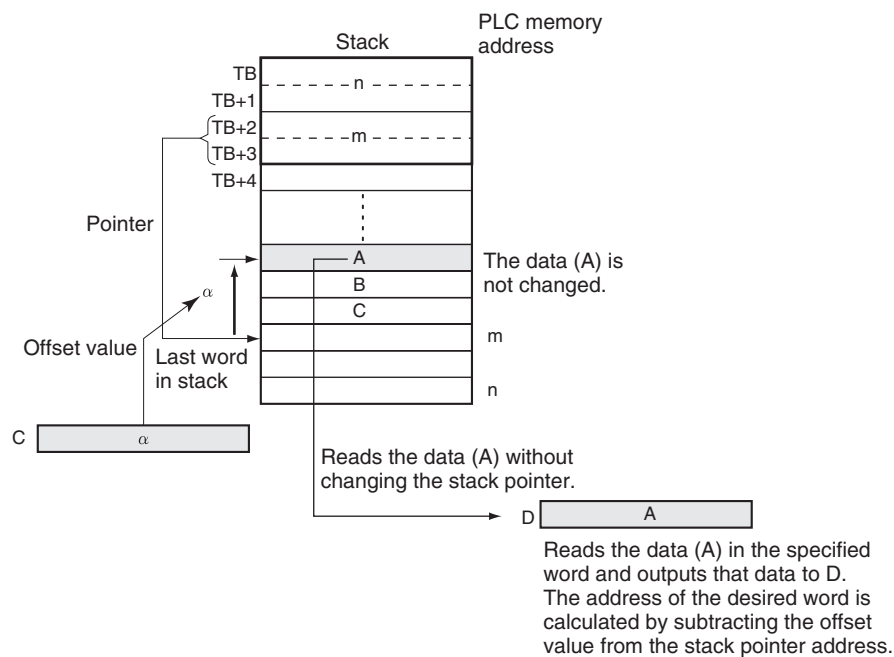 PLC memory
address
Stack
TB
n
TB+1
TB+2
m
TB+3
TB+4
Pointer
A
The data (A) is
not changed.
B
α
C
m
Offset value
Last word
in stack
n
C
α
Reads the data (A) without
changing the stack pointer.
D
A
Reads the data (A) in the specified
word and outputs that data to D.
The address of the desired word is
calculated by subtracting the offset
value from the stack pointer address.